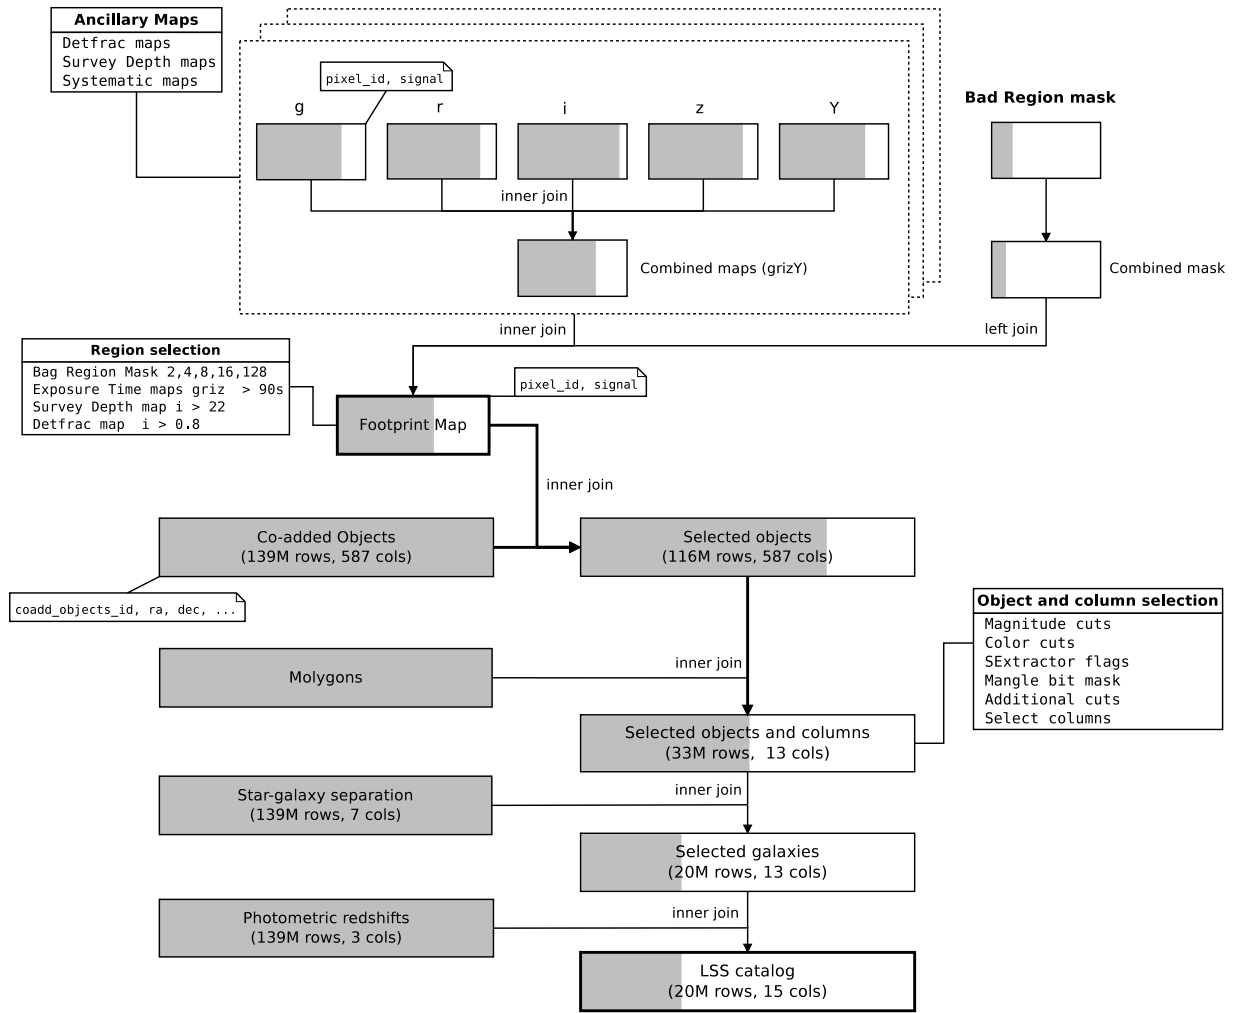 Ancillary Maps
Detfrac maps
Survey Depth maps
Systematic maps
pixel_id, signal
g
r
i
z
Y
Bad Region mask
inner join
Combined maps (grizY)
Combined mask
inner join
left join
Region selection
Bag Region Mask 2,4,8,16,128
Exposure Time maps griz  > 90s
Survey Depth map i > 22
Detfrac map  i > 0.8
pixel_id, signal
Footprint Map
inner join
Co-added Objects
(139M rows, 587 cols)
Selected objects
(116M rows, 587 cols)
coadd_objects_id, ra, dec, ...
Object and column selection
Magnitude cuts
Color cuts
SExtractor flags
Mangle bit mask
Additional cuts
Select columns
inner join
Molygons
Selected objects and columns
(33M rows,  13 cols)
Star-galaxy separation
(139M rows, 7 cols)
inner join
Selected galaxies
(20M rows, 13 cols)
Photometric redshifts
(139M rows, 3 cols)
inner join
LSS catalog
(20M rows, 15 cols)